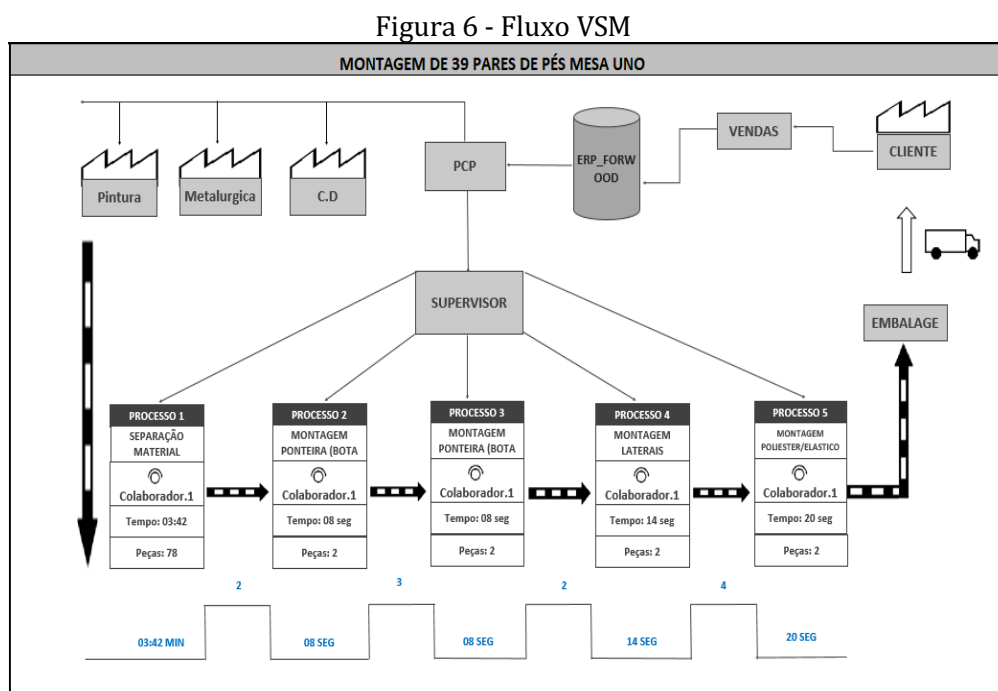 Figura 6 - Fluxo VSM
MONTAGEM DE 39 PARES DE PÉS MESA UNO
Pintura
Metalurgica
C.D
PCP
ERP_FORW
OOD
VENDAS
CLIENTE
SUPERVISOR
EMBALAGE
PROCESSO 1
SEPARAÇÃO
MATERIAL
Colaborador.1
Tempo: 03:42
Peças: 78
PROCESSO 2
MONTAGEM
PONTEIRA (BOTA
Colaborador.1
Tempo: 08 seg
Peças: 2
PROCESSO 3
MONTAGEM
PONTEIRA (BOTA
Colaborador.1
Tempo: 08 seg
Peças: 2
PROCESSO 4
MONTAGEM
LATERAIS
Colaborador.1
Tempo: 14 seg
Peças: 2
PROCESSO 5
MONTAGEM
POLIESTER/ELASTICO
Colaborador.1
Tempo: 20 seg
Peças: 2
2
3
2
4
03:42 MIN
08 SEG
08 SEG
14 SEG
20 SEG